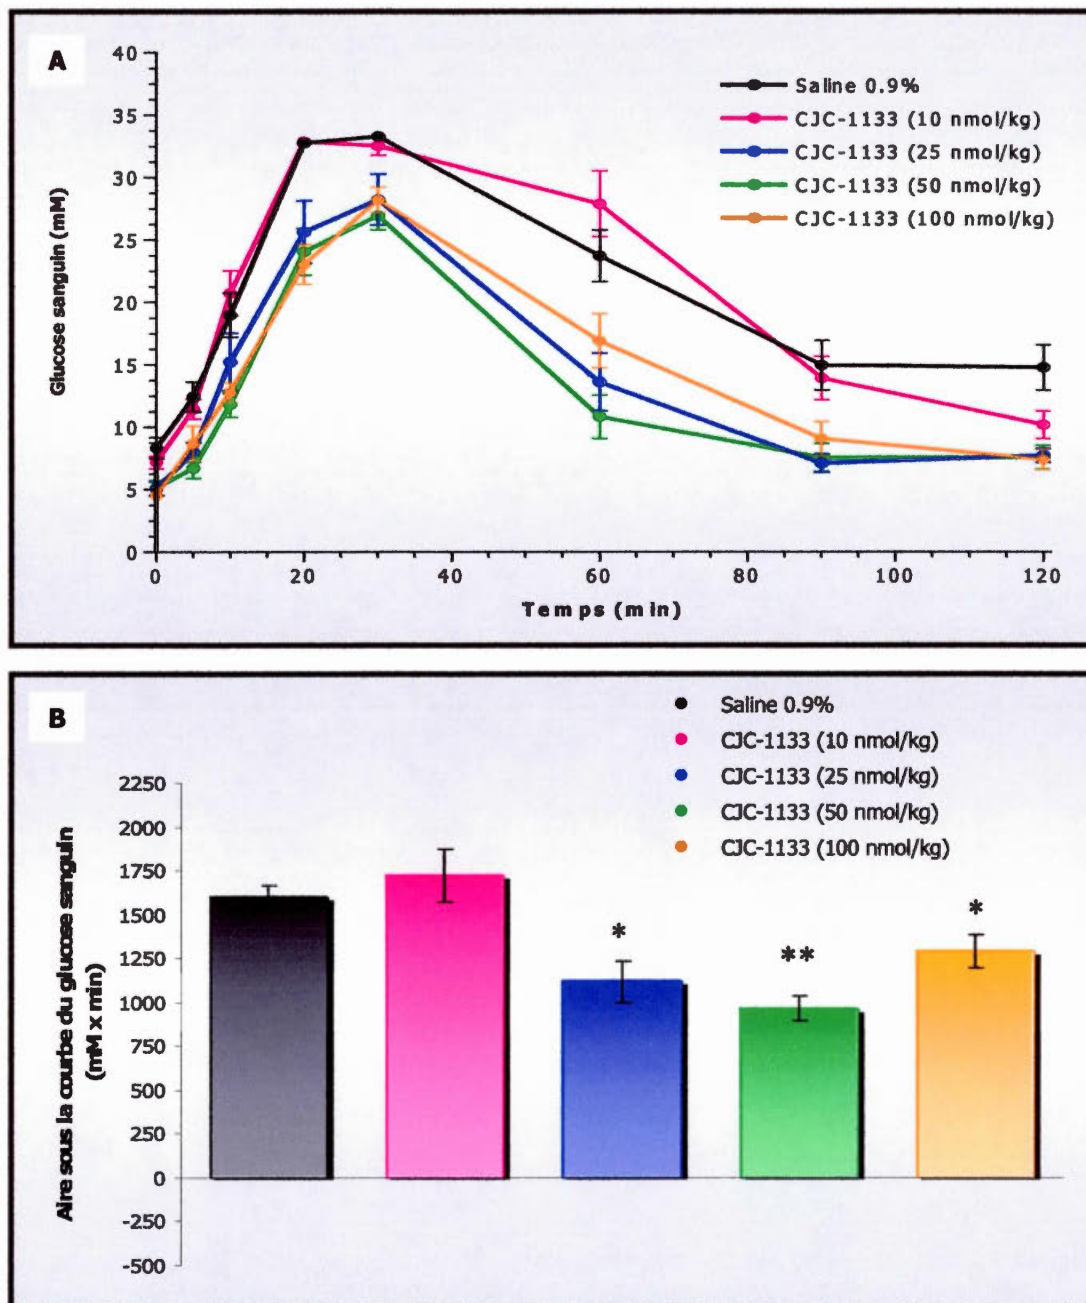 A
40
35
30
25
20
15
10
5
0
Glucose sanguin (mM)
Saline 0.9%
CJC-1133 (10 nmol/kg)
CJC-1133 (25 nmol/kg)
CJC-1133 (50 nmol/kg)
CJC-1133 (100 nmol/kg)
0 20 40 60 80 100 120
Temps (min)
B
Saline 0.9%
CJC-1133 (10 nmol/kg)
CJC-1133 (25 nmol/kg)
CJC-1133 (50 nmol/kg)
CJC-1133 (100 nmol/kg)
Aire sous la courbe du glucose sanguin
(mM x min)
2250
2000
1750
1500
1250
1000
750
500
250
0
-250
-500
*
**
*